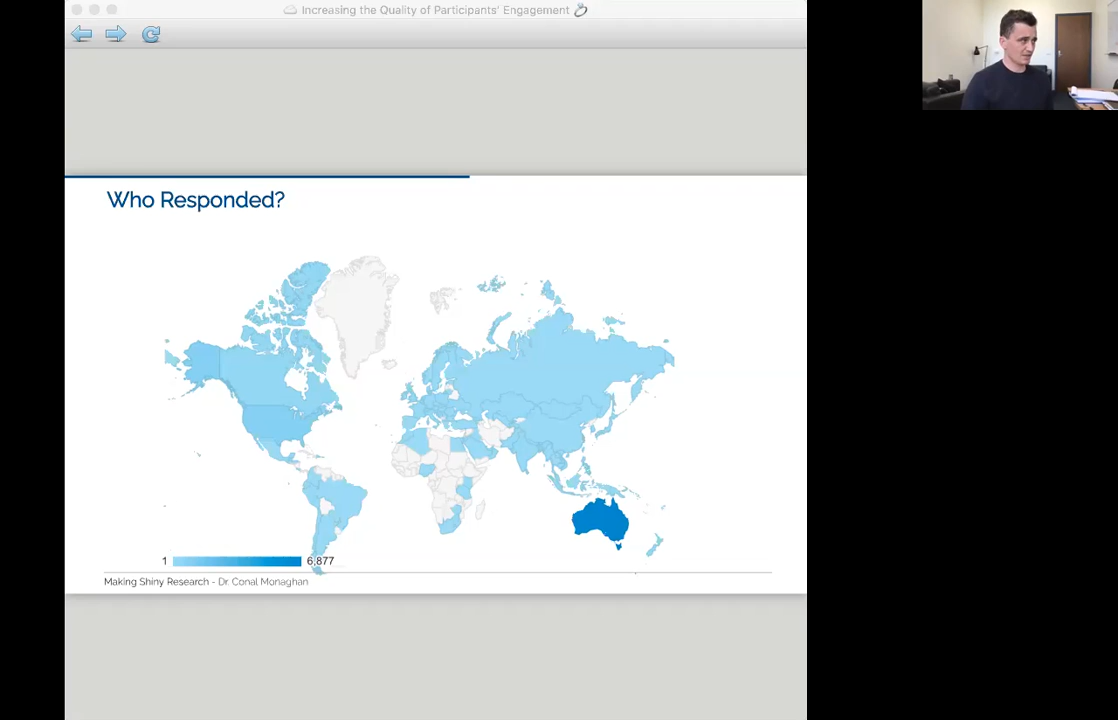 Increasing the Quality of Participants' Engagement
Who Responded?
1
6,877
Making Shiny Research - Dr. Conal Monaghan